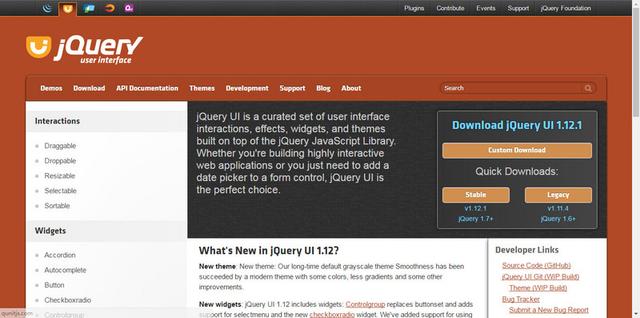 Plugins Contribute Events Support jQuery Foundation
jQuery
user interface
Demos Download API Documentation Themes Development Support Blog About
Search
Interactions
Draggable
Droppable
Resizable
Selectable
Sortable
Widgets
Accordion
Autocomplete
Button
Checkboxradio
Controlgroup
qunitjs.com
jQuery UI is a curated set of user interface
interactions, effects, widgets, and themes
built on top of the jQuery JavaScript Library.
Whether you're building highly interactive
web applications or you just need to add a
date picker to a form control, jQuery UI is
the perfect choice.
Download jQuery UI 1.12.1
Custom Download
Quick Downloads:
Stable Legacy
v1.12.1 v1.11.4
jQuery 1.7+ jQuery 1.6+
What's New in jQuery UI 1.12?
New theme: New theme: Our long-time default grayscale theme Smoothness has been
succeeded by a modern theme with some colors, less gradients and some other
improvements.
New widgets: jQuery UI 1.12 includes widgets: Controlgroup replaces buttonset and adds
support for selectmenu and the new checkboxradio widget. We've added support for using
Developer Links
Source Code (GitHub)
jQuery UI Git (WIP Build)
Theme (WIP Build)
Bug Tracker
Submit a New Bug Report